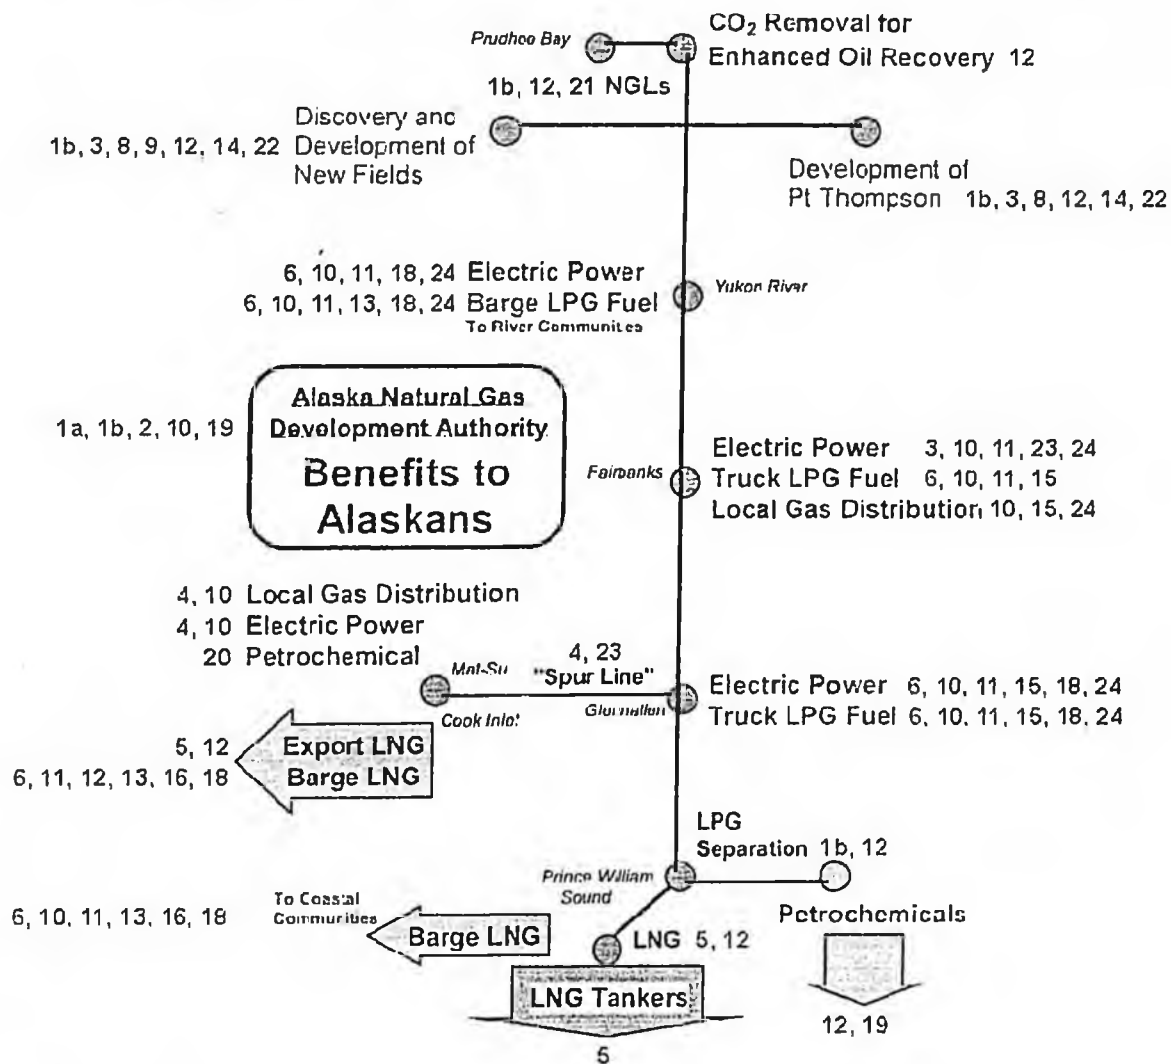 Prudhoe Bay
CO2 Removal for
Enhanced Oil Recovery 12
1b, 12, 21 NGLs
1b, 3, 8, 9, 12, 14, 22 Discovery and
Development of
New Fields
Development of
Pt Thompson 1b, 3, 8, 12, 14, 22
6, 10, 11, 18, 24 Electric Power
6, 10, 11, 13, 18, 24 Barge LPG Fuel
To River Communites
Yukon River
1a, 1b, 2, 10, 19
Alaska Natural Gas
Development Authority
Benefits to
Alaskans
Fairbanks
Electric Power 3, 10, 11, 23, 24
Truck LPG Fuel 6, 10, 11, 15
Local Gas Distribution 10, 15, 24
4, 10 Local Gas Distribution
4, 10 Electric Power
20 Petrochemical
Mat-Su
4, 23
"Spur Line"
Cook Inlet
Glennallen
Electric Power 6, 10, 11, 15, 18, 24
Truck LPG Fuel 6, 10, 11, 15, 18, 24
5, 12 Export LNG
6, 11, 12, 13, 16, 18 Barge LNG
LPG
Separation 1b, 12
Prince William
Sound
Petrochemicals
12, 19
6, 10, 11, 13, 16, 18
To Coastal
Communities
Barge LNG
LNG 5, 12
LNG Tankers
5